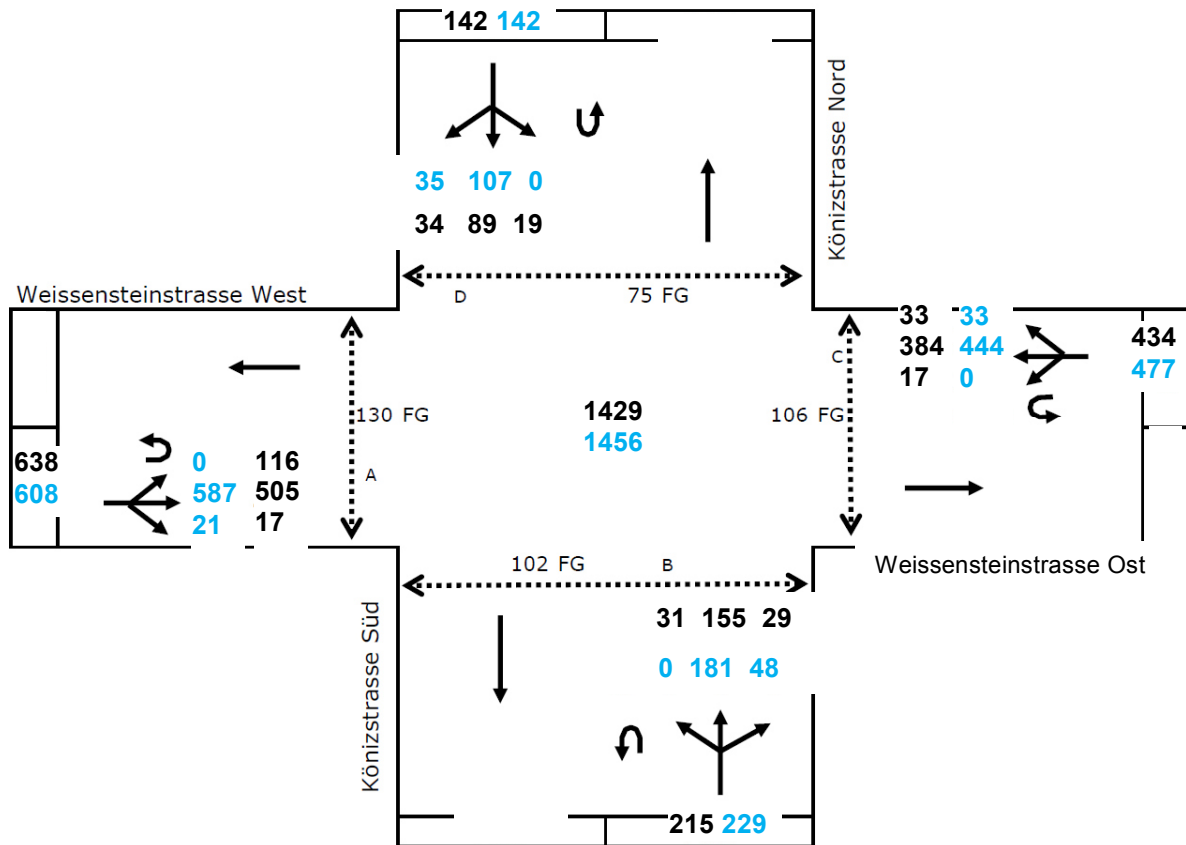 142 142
Könizstrasse Nord
35 107 0
34 89 19
Weissensteinstrasse West
D 75 FG
33 33
384 444
17 0
434
477
C
130 FG
1429
1456
106 FG
638
608
0 116
587 505
21 17
A
102 FG B
Weissensteinstrasse Ost
Könizstrasse Süd
31 155 29
0 181 48
215 229